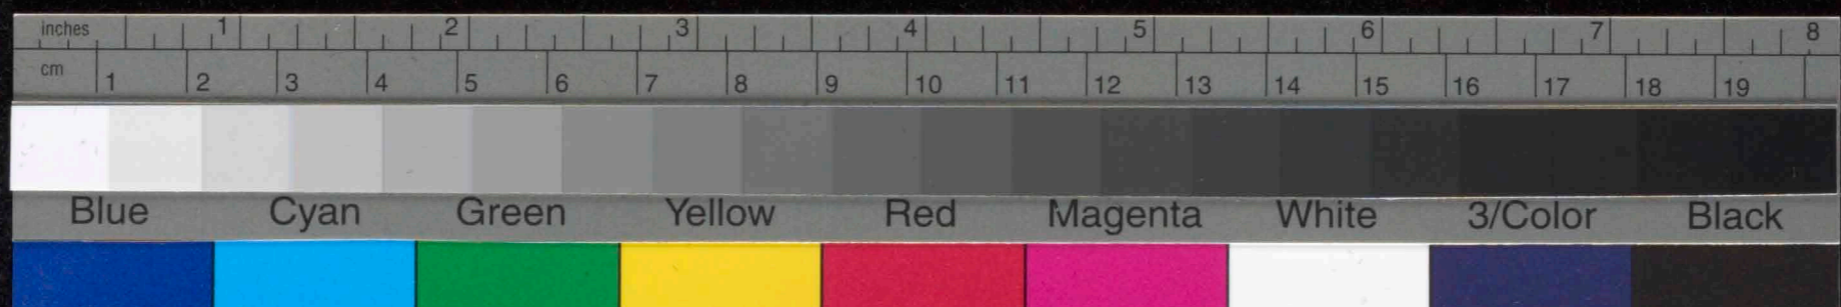 inches 1 2 3 4 5 6 7 8
cm 1 2 3 4 5 6 7 8 9 10 11 12 13 14 15 16 17 18 19
Blue Cyan Green Yellow Red Magenta White 3/Color Black